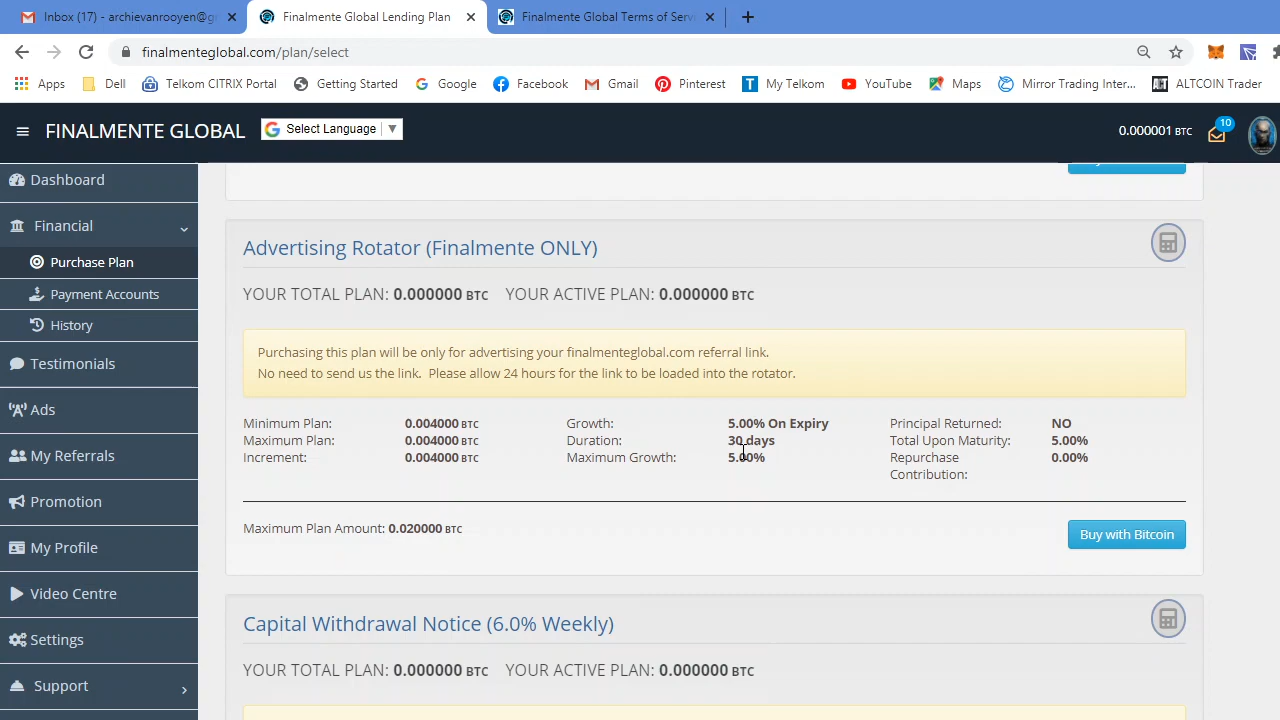 Inbox (17) - archievanrooyen@g
Finalmente Global Lending Plan
Finalmente Global Terms of Serv
finalmenteglobal.com/plan/select
Apps
Dell
Telkom CITRIX Portal
Getting Started
Google
Facebook
Gmail
Pinterest
My Telkom
YouTube
Maps
Mirror Trading Inter...
ALTCOIN Trader
FINALMENTE GLOBAL
Select Language
0.000001 BTC
10
Dashboard
Financial
Purchase Plan
Payment Accounts
History
Testimonials
Ads
My Referrals
Promotion
My Profile
Video Centre
Settings
Support
Advertising Rotator (Finalmente ONLY)
YOUR TOTAL PLAN: 0.000000 BTC YOUR ACTIVE PLAN: 0.000000 BTC
Purchasing this plan will be only for advertising your finalmenteglobal.com referral link.
No need to send us the link. Please allow 24 hours for the link to be loaded into the rotator.
Minimum Plan: 0.004000 BTC
Maximum Plan: 0.004000 BTC
Increment: 0.004000 BTC
Growth: 5.00% On Expiry
Duration: 30 days
Maximum Growth: 5.00%
Principal Returned: NO
Total Upon Maturity: 5.00%
Repurchase 0.00%
Contribution:
Maximum Plan Amount: 0.020000 BTC
Buy with Bitcoin
Capital Withdrawal Notice (6.0% Weekly)
YOUR TOTAL PLAN: 0.000000 BTC YOUR ACTIVE PLAN: 0.000000 BTC